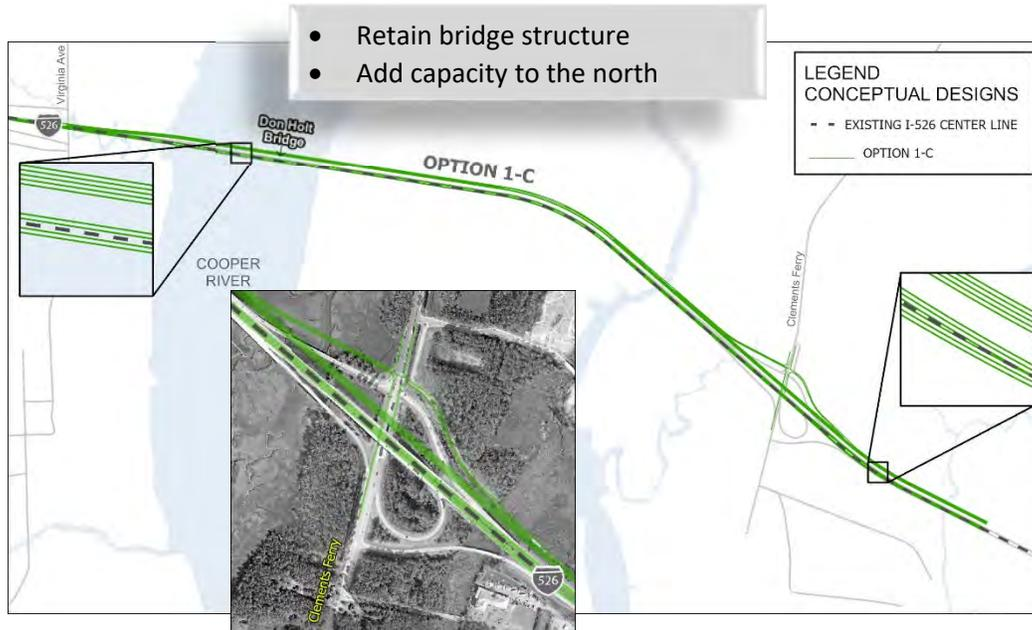 • Retain bridge structure
• Add capacity to the north
LEGEND
CONCEPTUAL DESIGNS
EXISTING I-526 CENTER LINE
OPTION 1-C
Virginia Ave
526
Don Holt
Bridge
OPTION 1-C
COOPER
RIVER
Clements Ferry
Clements Ferry
526